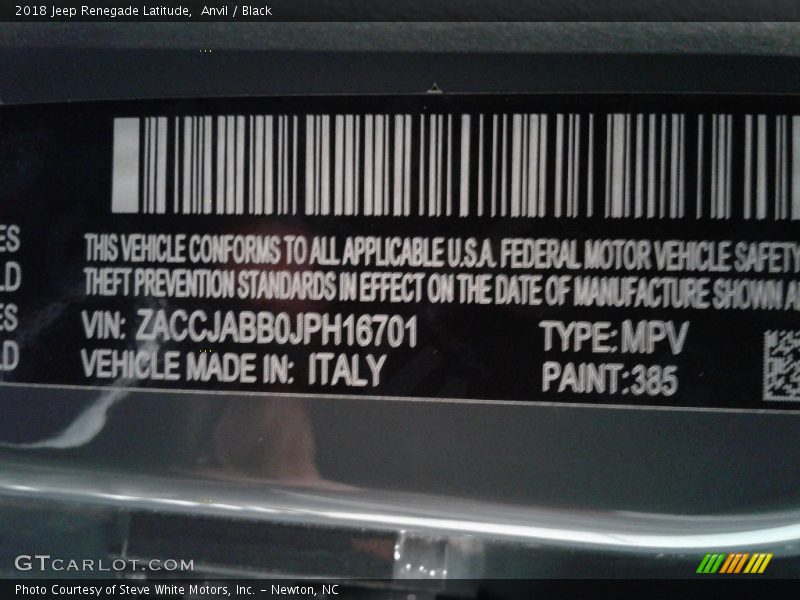 2018 Jeep Renegade Latitude,  Anvil / Black
ES
LD
ES
LD
THIS VEHICLE CONFORMS TO ALL APPLICABLE U.S.A. FEDERAL MOTOR VEHICLE SAFETY
THEFT PREVENTION STANDARDS IN EFFECT ON THE DATE OF MANUFACTURE SHOWN A
VIN: ZACCJABB0JPH16701
TYPE: MPV
VEHICLE MADE IN: ITALY
PAINT: 385
GTCARLOT.COM
Photo Courtesy of Steve White Motors, Inc. – Newton, NC